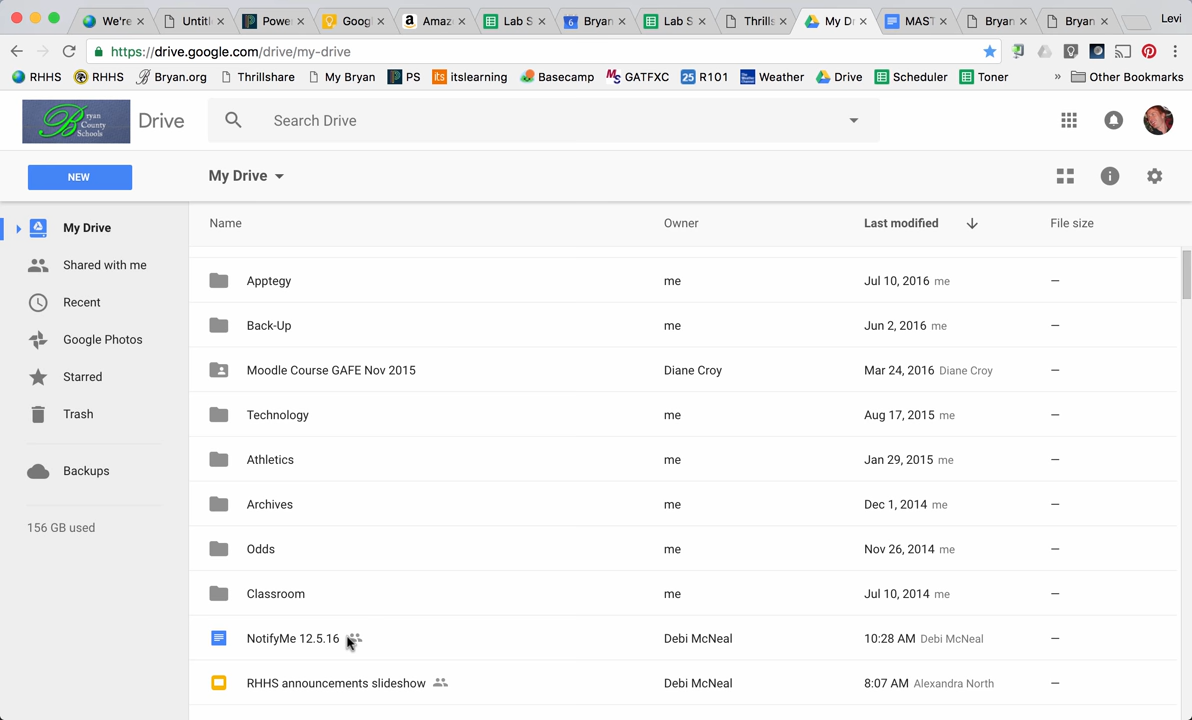 We're Untitl Powe Goog Amaz Lab S Bryan Lab S Thrills My Dr MAST Bryan Bryan Levi
https://drive.google.com/drive/my-drive
RHHS RHHS Bryan.org Thrillshare My Bryan PS its itslearning Basecamp GATFXC 25 R101 Weather Drive Scheduler Toner » Other Bookmarks
Bryan County Schools Drive Search Drive
NEW My Drive
My Drive Name Owner Last modified File size
Shared with me
Recent
Google Photos
Starred
Trash
Backups
156 GB used
Apptegy me Jul 10, 2016 me –
Back-Up me Jun 2, 2016 me –
Moodle Course GAFE Nov 2015 Diane Croy Mar 24, 2016 Diane Croy –
Technology me Aug 17, 2015 me –
Athletics me Jan 29, 2015 me –
Archives me Dec 1, 2014 me –
Odds me Nov 26, 2014 me –
Classroom me Jul 10, 2014 me –
NotifyMe 12.5.16 Debi McNeal 10:28 AM Debi McNeal –
RHHS announcements slideshow Debi McNeal 8:07 AM Alexandra North –